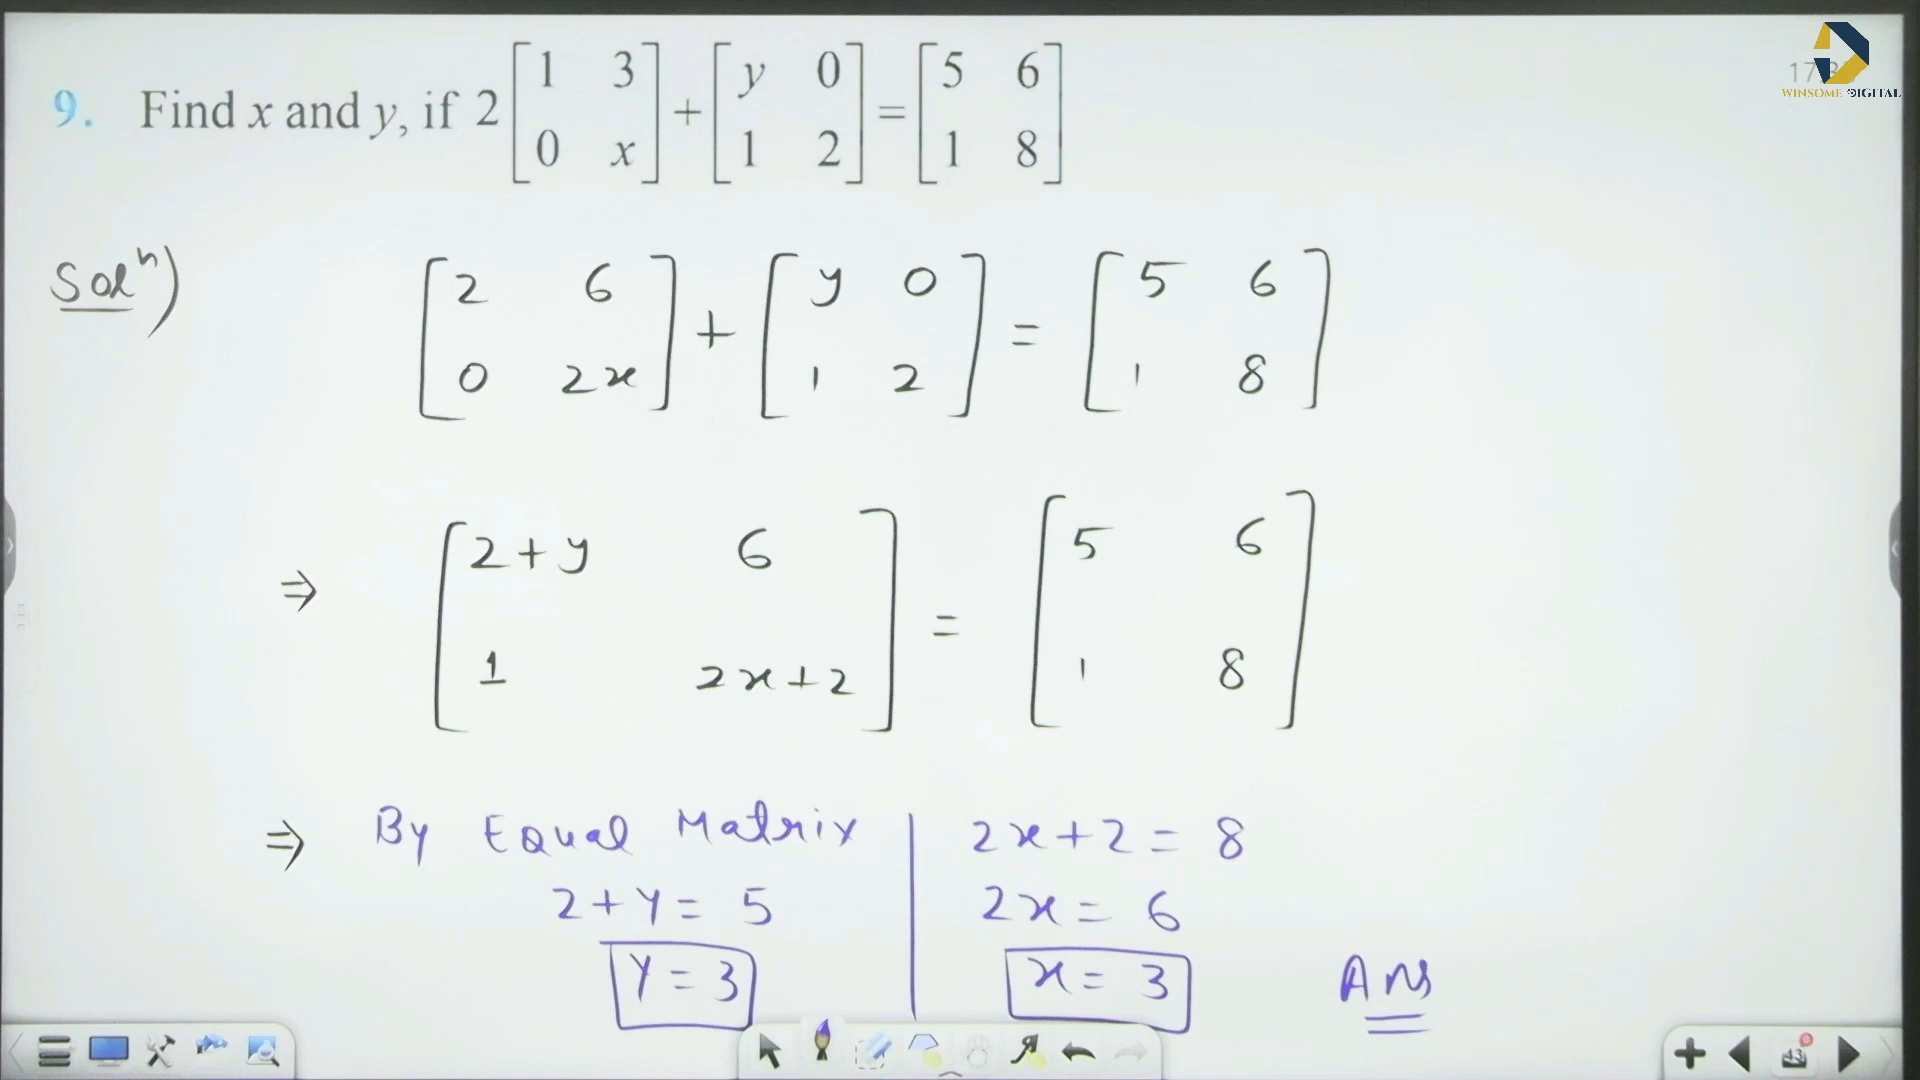 9. Find x and y, if 2 [1 3; 0 x] + [y 0; 1 2] = [5 6; 1 8]
WINSOME DIGITAL
Solⁿ) [2 6; 0 2x] + [y 0; 1 2] = [5 6; 1 8]
⇒ [2+y 6; 1 2x+2] = [5 6; 1 8]
⇒ By Equal Matrix
2+y = 5
y = 3
2x+2 = 8
2x = 6
x = 3
Ans
43